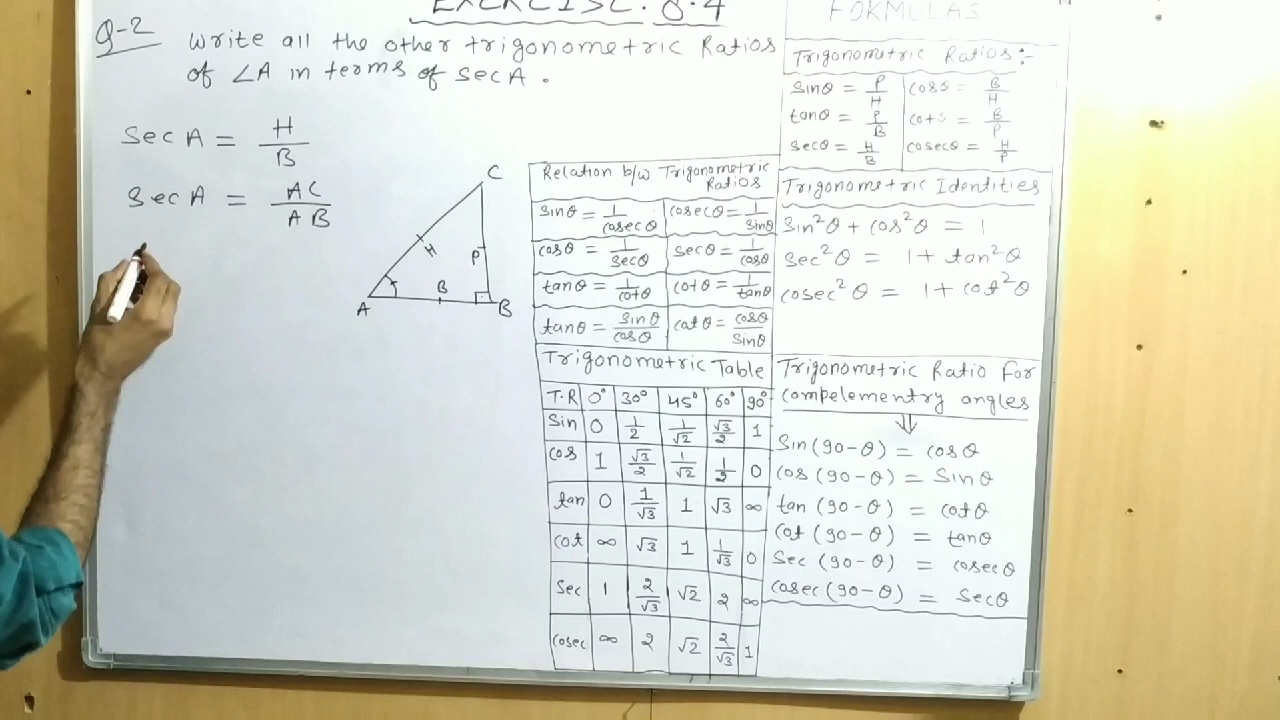 EXERCISE: 8.4
Q-2 Write all the other trigonometric Ratios
of ∠A in terms of sec A.
Sec A = H/B
Sec A = AC/AB
C
H
P
A
B
B
FORMULAS
Trigonometric Ratios:-
Sinθ = P/H
tanθ = P/B
Secθ = H/B
cosθ = B/H
cotθ = B/P
cosecθ = H/P
Relation b/w Trigonometric
Ratios
Sinθ = 1/cosecθ cosecθ = 1/Sinθ
cosθ = 1/Secθ Secθ = 1/cosθ
tanθ = 1/cotθ cotθ = 1/tanθ
tanθ = Sinθ/cosθ cotθ = cosθ/Sinθ
Trigonometric Identities
Sin²θ + cos²θ = 1
Sec²θ = 1 + tan²θ
cosec²θ = 1 + cot²θ
Trigonometric Table
T.R 0° 30° 45° 60° 90°
Sin 0 1/2 1/√2 √3/2 1
cos 1 √3/2 1/√2 1/2 0
tan 0 1/√3 1 √3 ∞
cot ∞ √3 1 1/√3 0
Sec 1 2/√3 √2 2 ∞
cosec ∞ 2 √2 2/√3 1
Trigonometric Ratio for
compelementry angles
Sin (90-θ) = cosθ
cos (90-θ) = Sinθ
tan (90-θ) = cotθ
cot (90-θ) = tanθ
Sec (90-θ) = cosecθ
cosec (90-θ) = Secθ